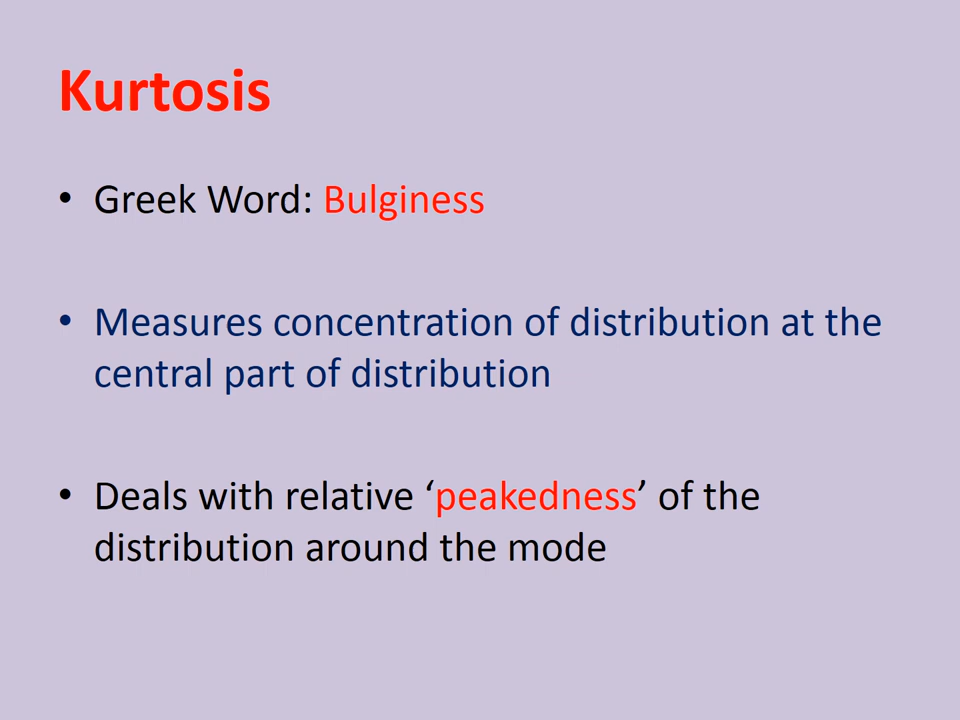 Kurtosis
• Greek Word: Bulginess
• Measures concentration of distribution at the
central part of distribution
• Deals with relative ‘peakedness’ of the
distribution around the mode